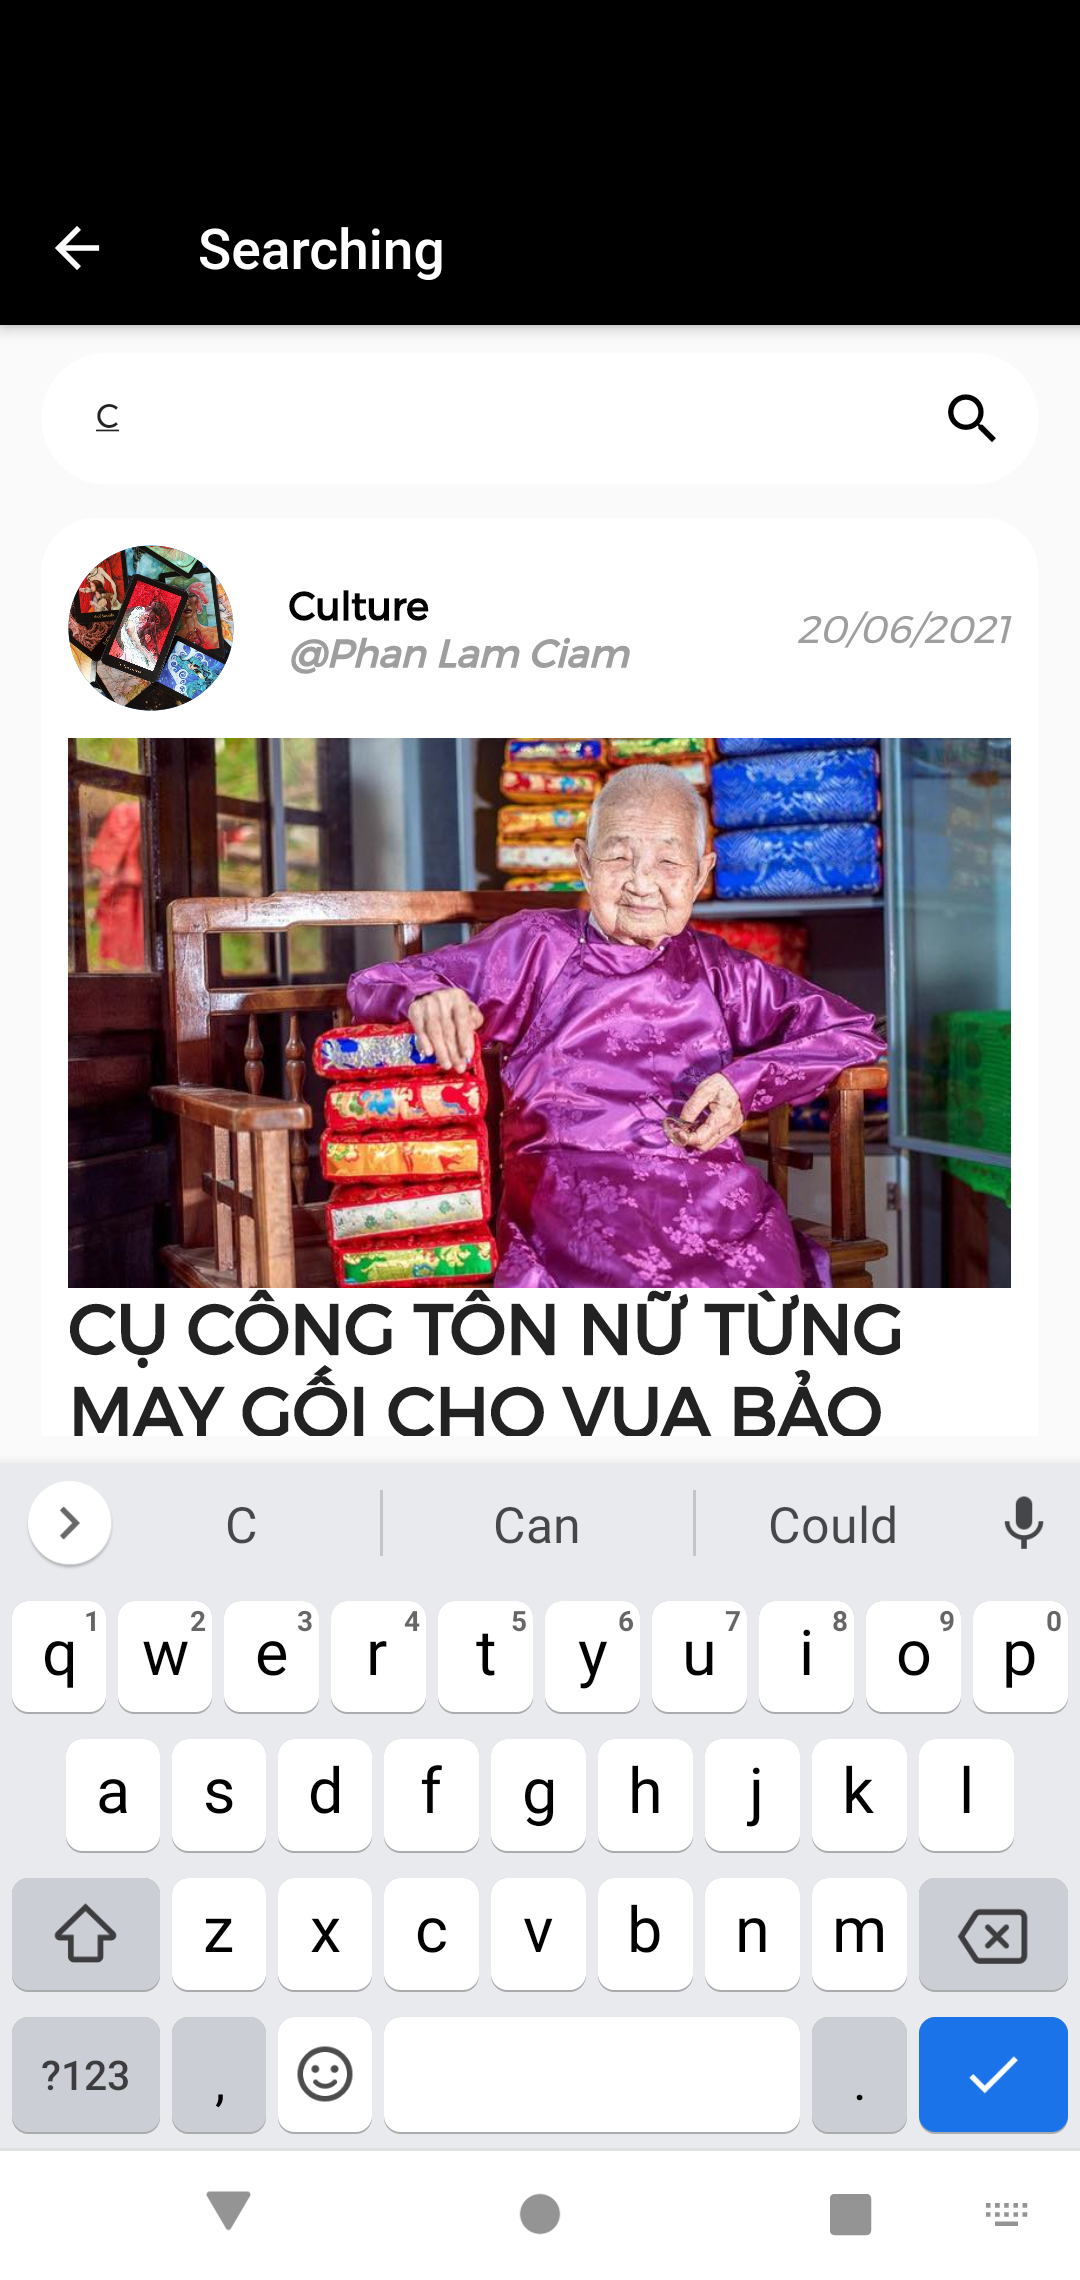 Searching
C
Culture
@Phan Lam Ciam
20/06/2021
CỤ CÔNG TÔN NỮ TỪNG
MAY GỐI CHO VUA BẢO
C Can Could
q 1 w 2 e 3 r 4 t 5 y 6 u 7 i 8 o 9 p 0
a s d f g h j k l
z x c v b n m
?123 , .